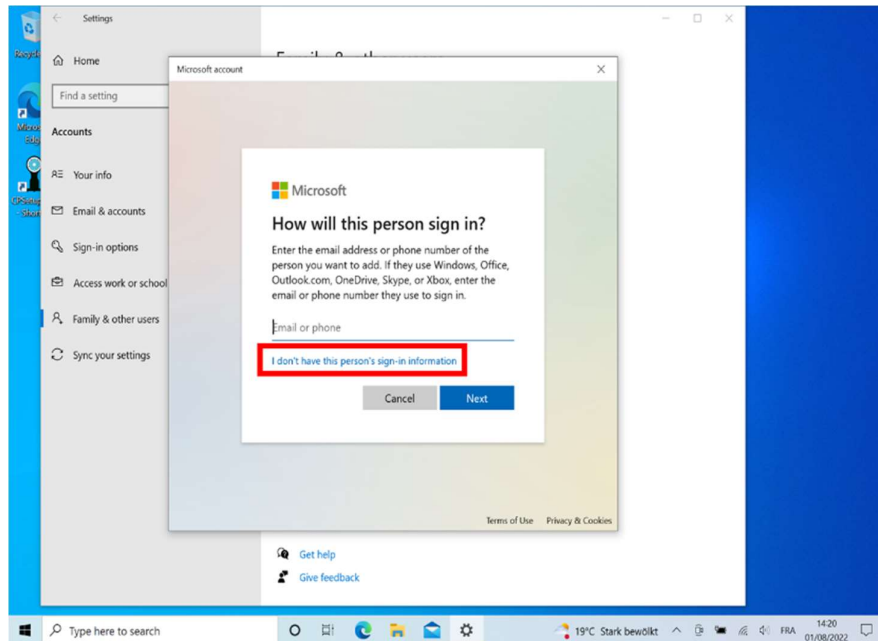 Settings
Home
Find a setting
Accounts
Your info
Email & accounts
Sign-in options
Access work or school
Family & other users
Sync your settings
Microsoft account
Microsoft
How will this person sign in?
Enter the email address or phone number of the
person you want to add. If they use Windows, Office,
Outlook.com, OneDrive, Skype, or Xbox, enter the
email or phone number they use to sign in.
Email or phone
I don't have this person's sign-in information
Cancel
Next
Terms of Use
Privacy & Cookies
Get help
Give feedback
Type here to search
19°C Stark bewölkt
FRA
14:20
01/08/2022